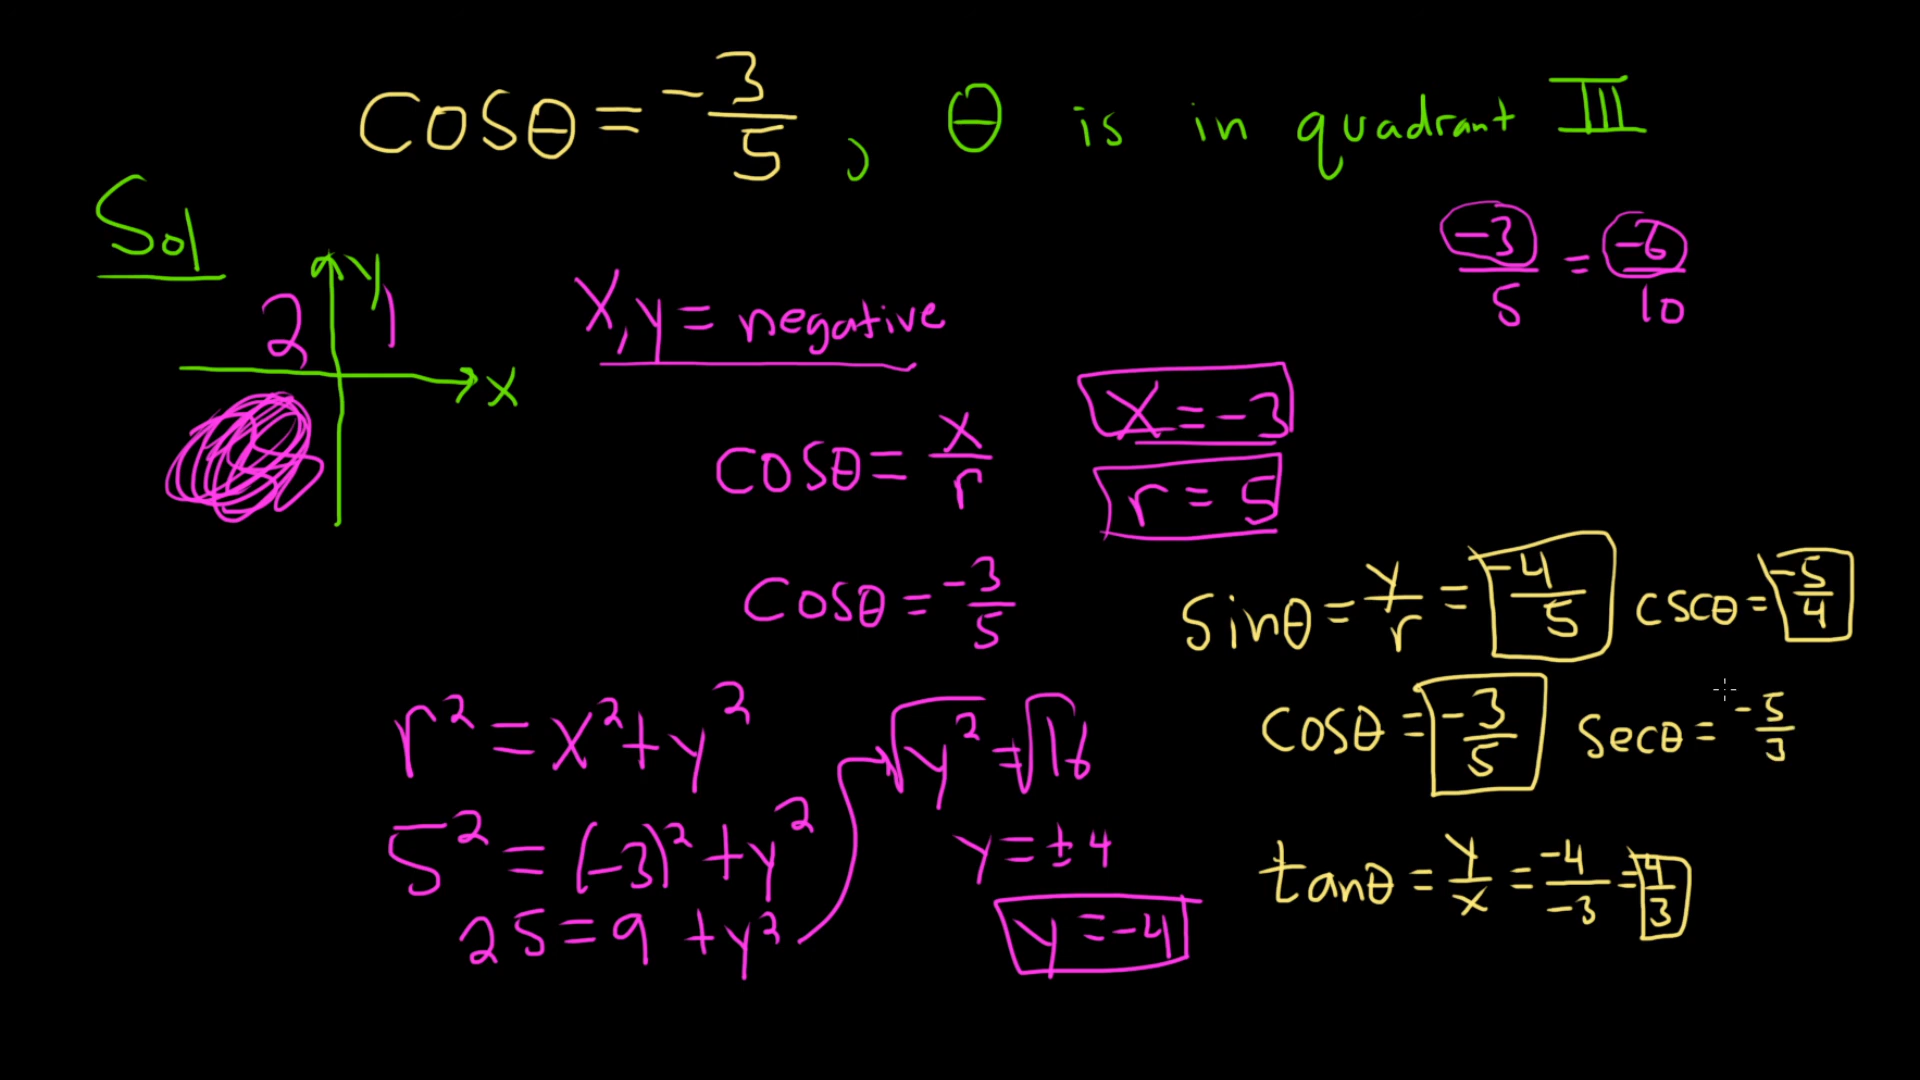 cosθ = -3/5, θ is in quadrant III
Sol
-3/5 = -6/10
y
2 1
x
x, y = negative
cosθ = x/r
x = -3
r = 5
cosθ = -3/5
r² = x² + y²
5² = (-3)² + y²
25 = 9 + y²
√y² = √16
y = ±4
y = -4
sinθ = y/r = -4/5 cscθ = -5/4
cosθ = -3/5 secθ = -5/3
tanθ = y/x = -4/-3 = 4/3